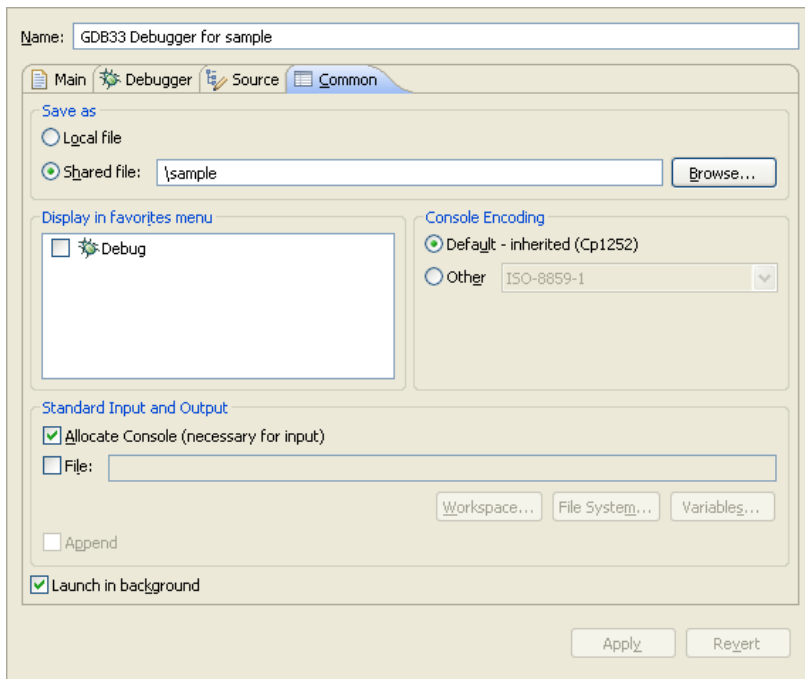 Name: GDB33 Debugger for sample
Main Debugger Source Common
Save as
Local file
Shared file: \sample Browse...
Display in favorites menu
Debug
Console Encoding
Default - inherited (Cp1252)
Other ISO-8859-1
Standard Input and Output
Allocate Console (necessary for input)
File:
Workspace... File System... Variables...
Append
Launch in background
Apply Revert